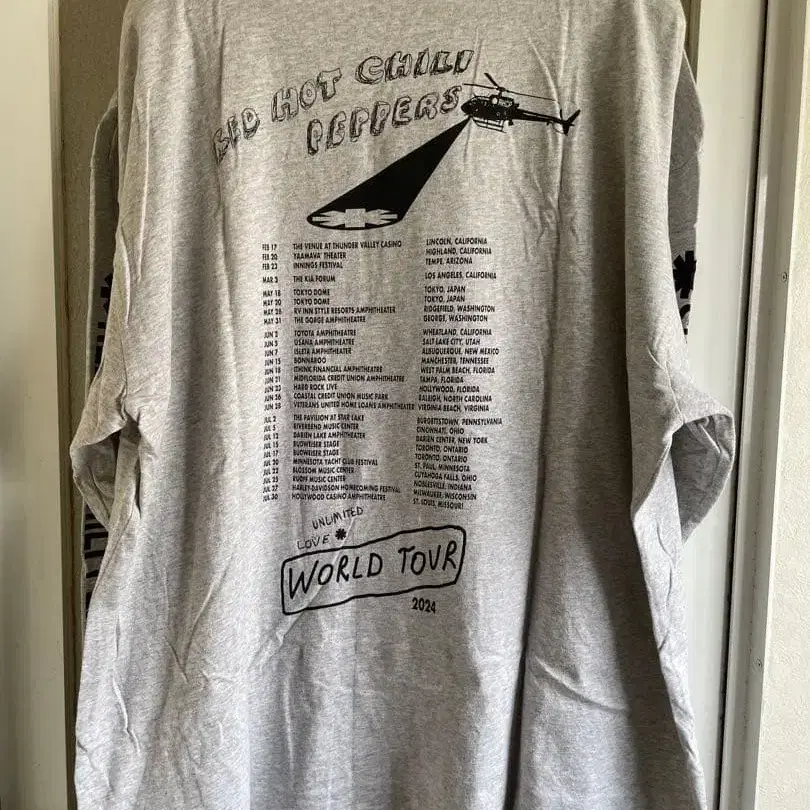 RED HOT CHILI
PEPPERS
FEB 17 THE VENUE AT THUNDER VALLEY CASINO LINCOLN, CALIFORNIA
FEB 20 YAAMAVA' THEATER HIGHLAND, CALIFORNIA
FEB 23 INNINGS FESTIVAL TEMPE, ARIZONA
MAR 2 THE KIA FORUM LOS ANGELES, CALIFORNIA
MAY 18 TOKYO DOME TOKYO, JAPAN
MAY 20 TOKYO DOME TOKYO, JAPAN
MAY 28 RV INN STYLE RESORTS AMPHITHEATER RIDGEFIELD, WASHINGTON
MAY 31 THE GORGE AMPHITHEATRE GEORGE, WASHINGTON
JUN 2 TOYOTA AMPHITHEATRE WHEATLAND, CALIFORNIA
JUN 5 USANA AMPHITHEATRE SALT LAKE CITY, UTAH
JUN 7 ISLETA AMPHITHEATER ALBUQUERQUE, NEW MEXICO
JUN 15 BONNAROO MANCHESTER, TENNESSEE
JUN 18 ITHINK FINANCIAL AMPHITHEATRE WEST PALM BEACH, FLORIDA
JUN 21 MIDFLORIDA CREDIT UNION AMPHITHEATRE TAMPA, FLORIDA
JUN 23 HARD ROCK LIVE HOLLYWOOD, FLORIDA
JUN 26 COASTAL CREDIT UNION MUSIC PARK RALEIGH, NORTH CAROLINA
JUN 28 VETERANS UNITED HOME LOANS AMPHITHEATER VIRGINIA BEACH, VIRGINIA
JUL 2 THE PAVILION AT STAR LAKE BURGETTSTOWN, PENNSYLVANIA
JUL 5 RIVERBEND MUSIC CENTER CINCINNATI, OHIO
JUL 12 DARIEN LAKE AMPHITHEATER DARIEN CENTER, NEW YORK
JUL 15 BUDWEISER STAGE TORONTO, ONTARIO
JUL 17 BUDWEISER STAGE TORONTO, ONTARIO
JUL 20 MINNESOTA YACHT CLUB FESTIVAL ST. PAUL, MINNESOTA
JUL 22 BLOSSOM MUSIC CENTER CUYAHOGA FALLS, OHIO
JUL 25 RUOFF MUSIC CENTER NOBLESVILLE, INDIANA
JUL 27 HARLEY-DAVIDSON HOMECOMING FESTIVAL MILWAUKEE, WISCONSIN
JUL 30 HOLLYWOOD CASINO AMPHITHEATRE ST. LOUIS, MISSOURI
UNLIMITED
LOVE
WORLD TOUR
2024